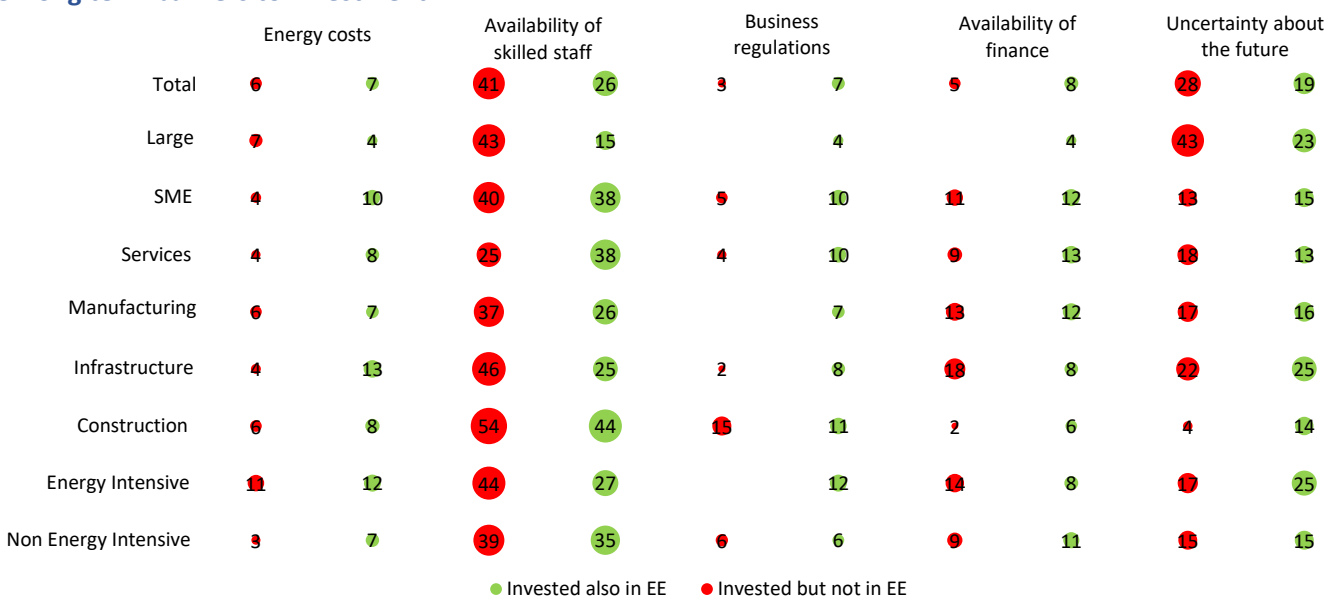 Energy costs
Availability of
skilled staff
Business
regulations
Availability of
finance
Uncertainty about
the future
Total 6 7 41 26 3 7 5 8 28 19
Large 7 4 43 15 4 4 43 23
SME 4 10 40 38 5 10 11 12 13 15
Services 4 8 25 38 4 10 9 13 18 13
Manufacturing 6 7 37 26 7 13 12 17 16
Infrastructure 4 13 46 25 2 8 18 8 22 25
Construction 6 8 54 44 15 11 2 6 4 14
Energy Intensive 11 12 44 27 12 14 8 17 25
Non Energy Intensive 3 7 39 35 6 6 9 11 15 15
Invested also in EE Invested but not in EE